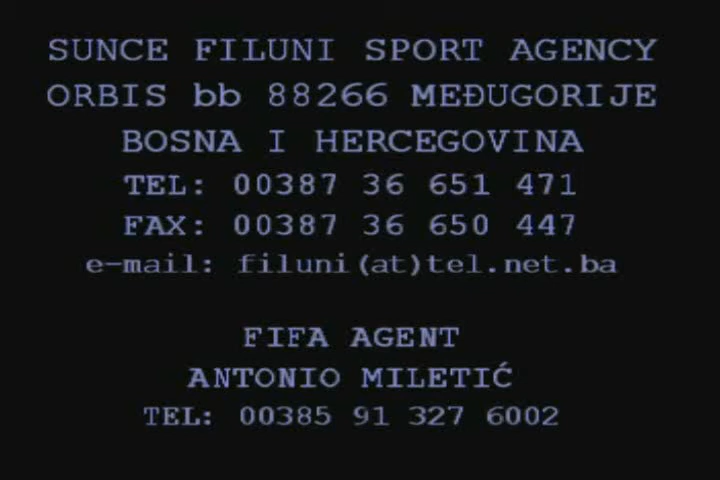 SUNCE FILUNI SPORT AGENCY
ORBIS bb 88266 MEĐUGORIJE
BOSNA I HERCEGOVINA
TEL: 00387 36 651 471
FAX: 00387 36 650 447
e-mail: filuni(at)tel.net.ba
FIFA AGENT
ANTONIO MILETIĆ
TEL: 00385 91 327 6002